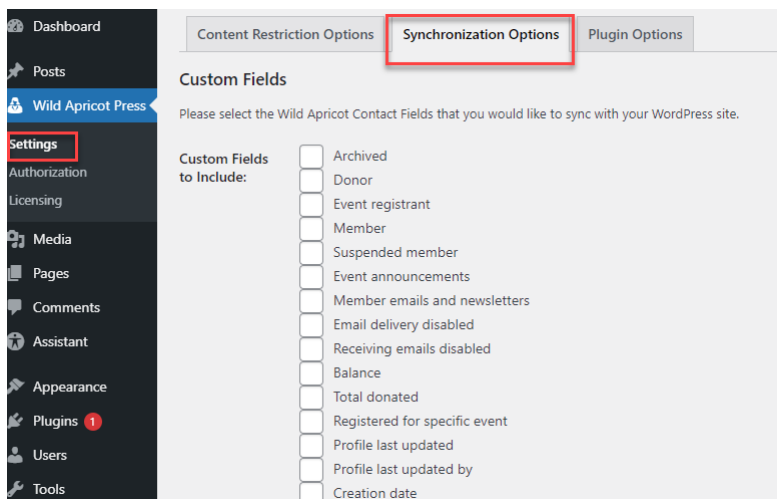 Dashboard
Posts
Wild Apricot Press
Settings
Authorization
Licensing
Media
Pages
Comments
Assistant
Appearance
Plugins 1
Users
Tools
Content Restriction Options
Synchronization Options
Plugin Options
Custom Fields
Please select the Wild Apricot Contact Fields that you would like to sync with your WordPress site.
Custom Fields
to Include:
Archived
Donor
Event registrant
Member
Suspended member
Event announcements
Member emails and newsletters
Email delivery disabled
Receiving emails disabled
Balance
Total donated
Registered for specific event
Profile last updated
Profile last updated by
Creation date